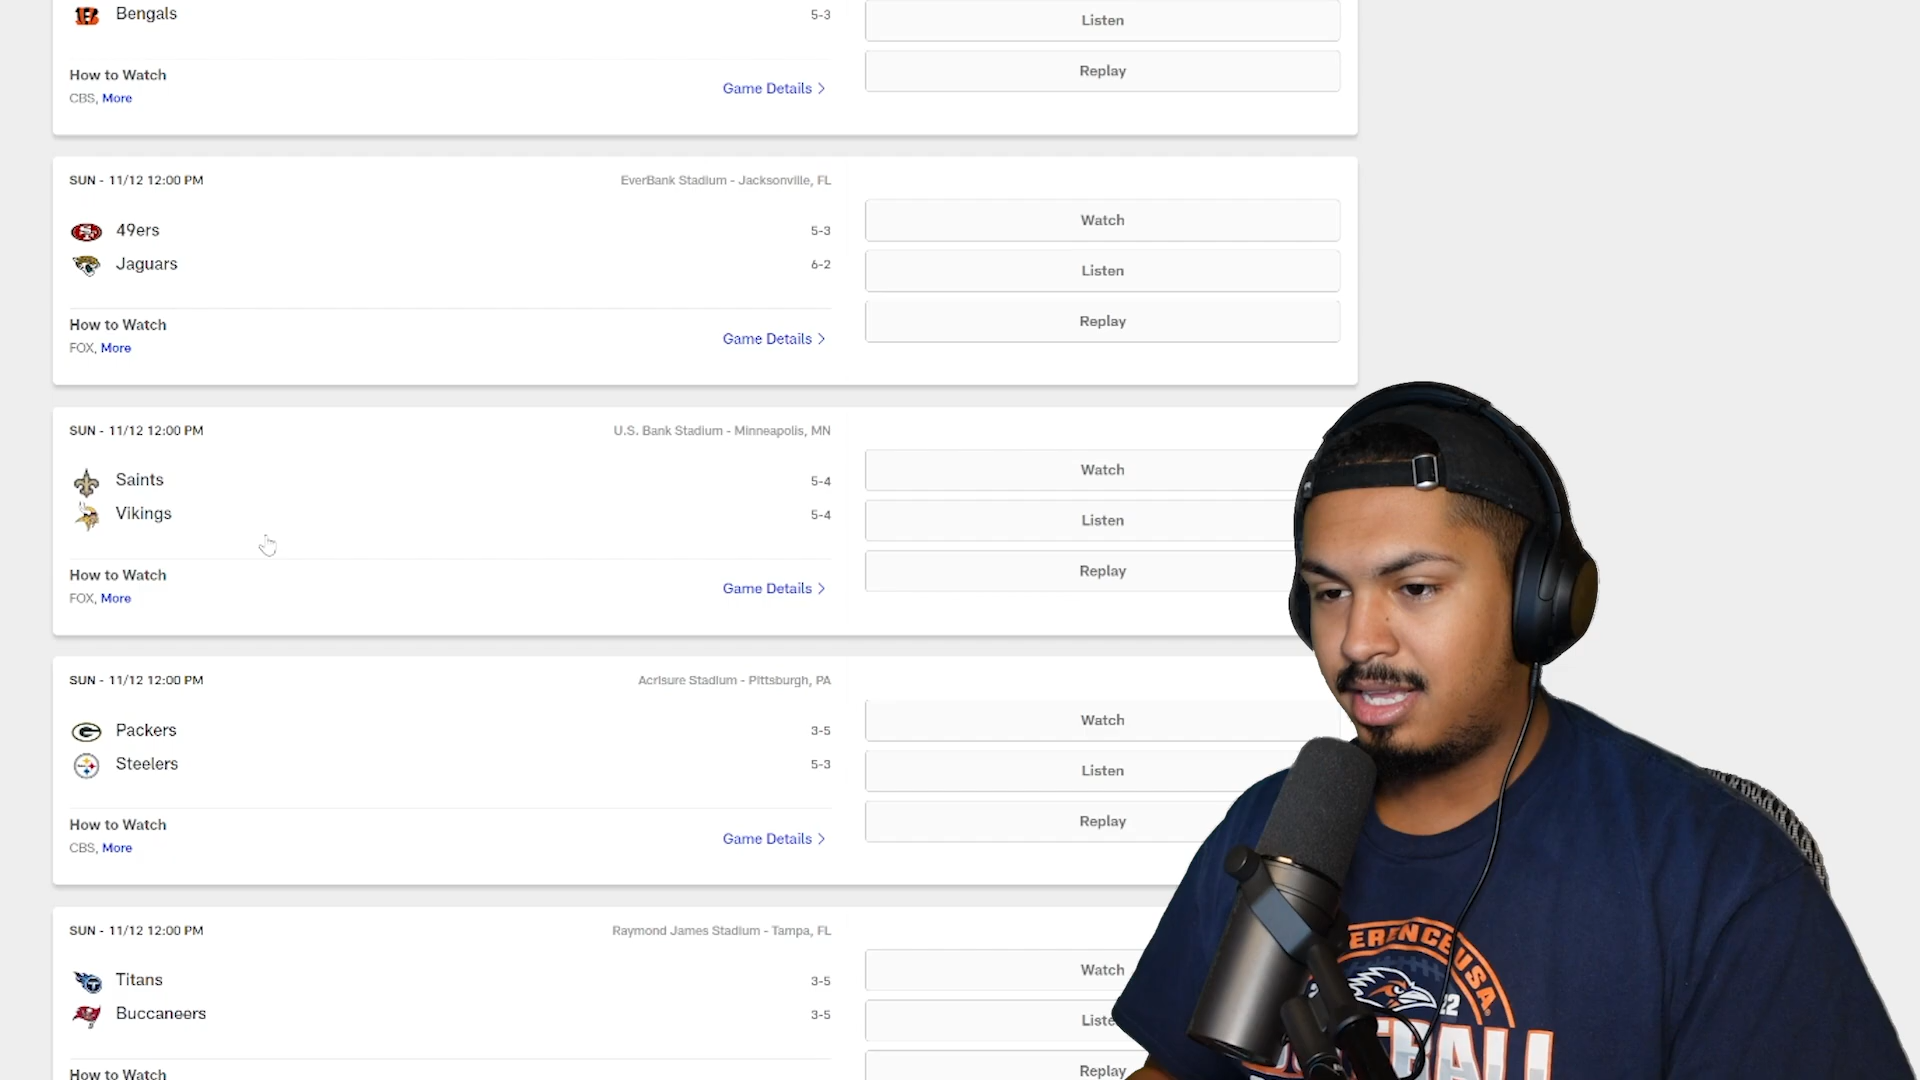 Bengals 5-3
Listen
Replay
How to Watch
CBS, More
Game Details >
SUN - 11/12 12:00 PM
EverBank Stadium - Jacksonville, FL
49ers 5-3
Jaguars 6-2
How to Watch
FOX, More
Game Details >
Watch
Listen
Replay
SUN - 11/12 12:00 PM
U.S. Bank Stadium - Minneapolis, MN
Saints 5-4
Vikings 5-4
How to Watch
FOX, More
Game Details >
Watch
Listen
Replay
SUN - 11/12 12:00 PM
Acrisure Stadium - Pittsburgh, PA
Packers 3-5
Steelers 5-3
How to Watch
CBS, More
Game Details >
Watch
Listen
Replay
SUN - 11/12 12:00 PM
Raymond James Stadium - Tampa, FL
Titans 3-5
Buccaneers 3-5
How to Watch
Watch
Liste
Replay
ERENCE USA